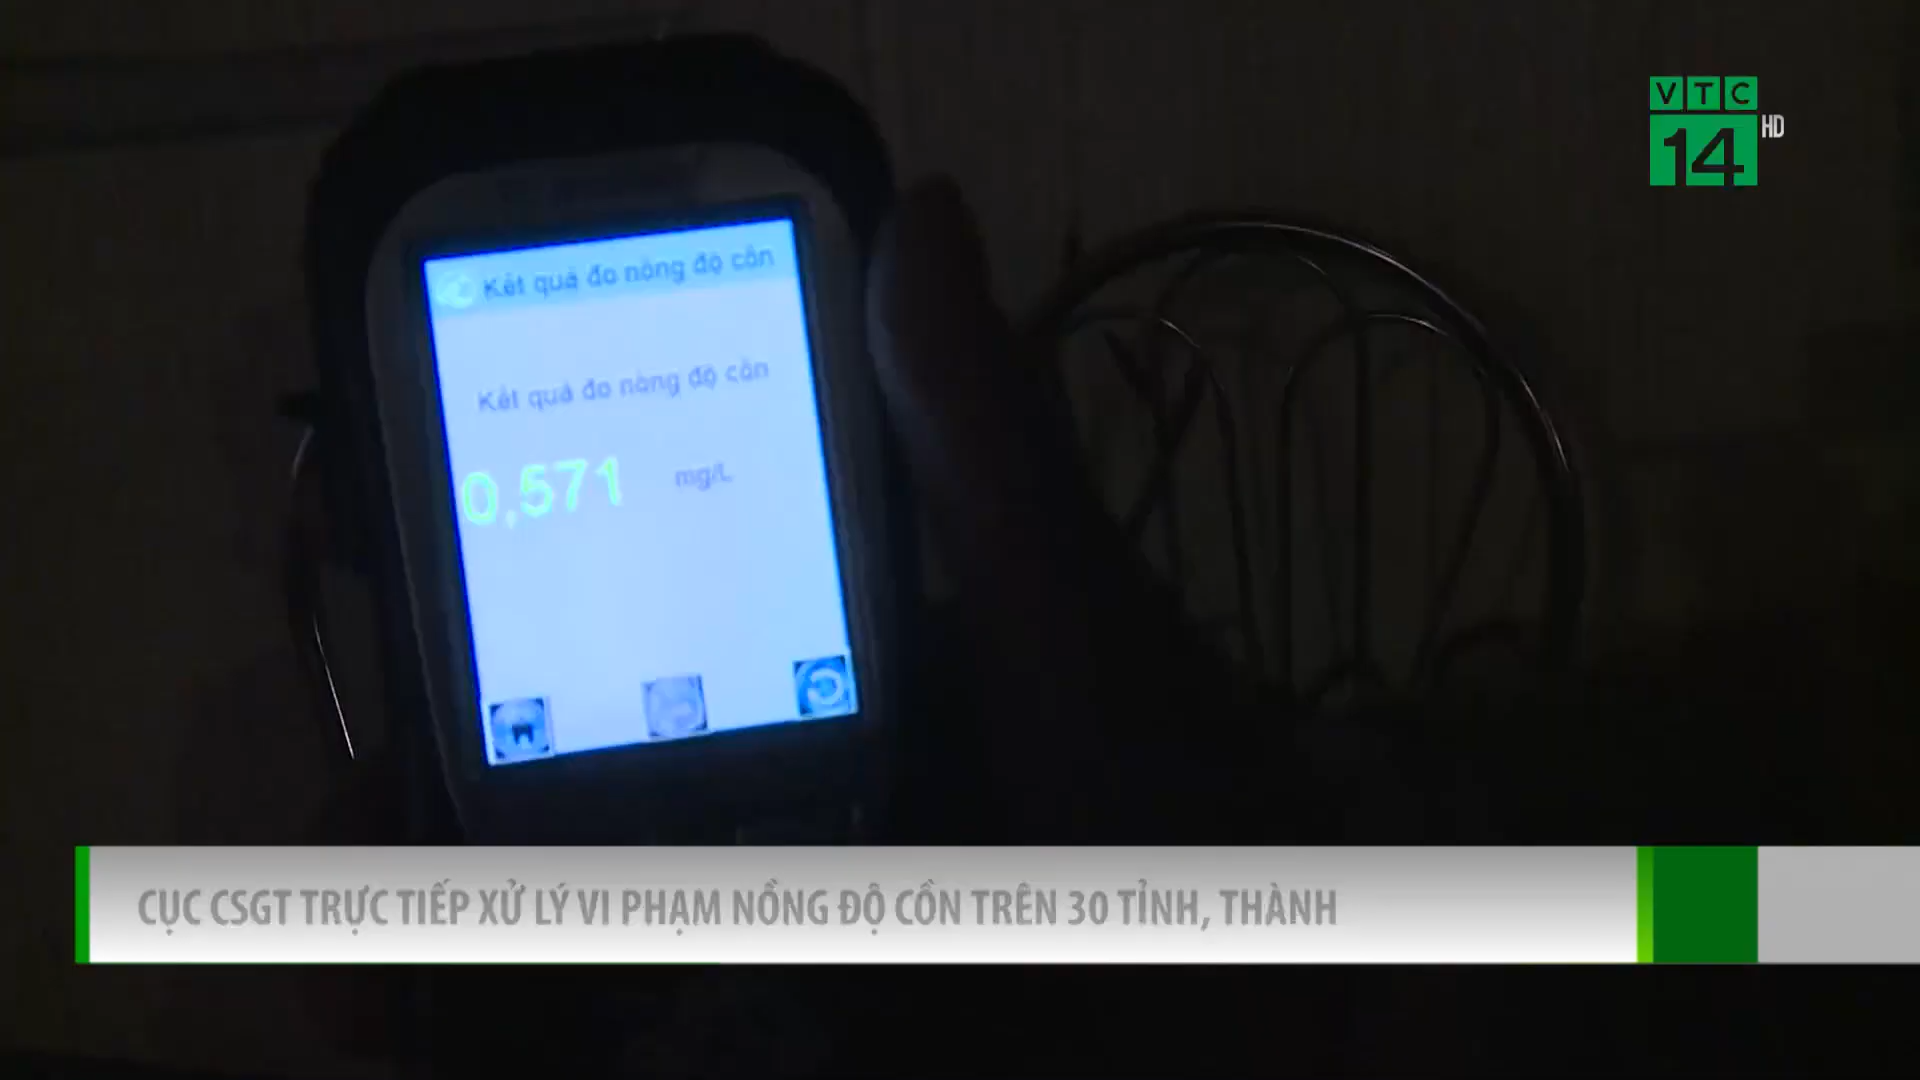 VTC
14 HD
Kết quả đo nồng độ cồn
Kết quả đo nồng độ cồn
0,571 mg/L
CỤC CSGT TRỰC TIẾP XỬ LÝ VI PHẠM NỒNG ĐỘ CỒN TRÊN 30 TỈNH, THÀNH